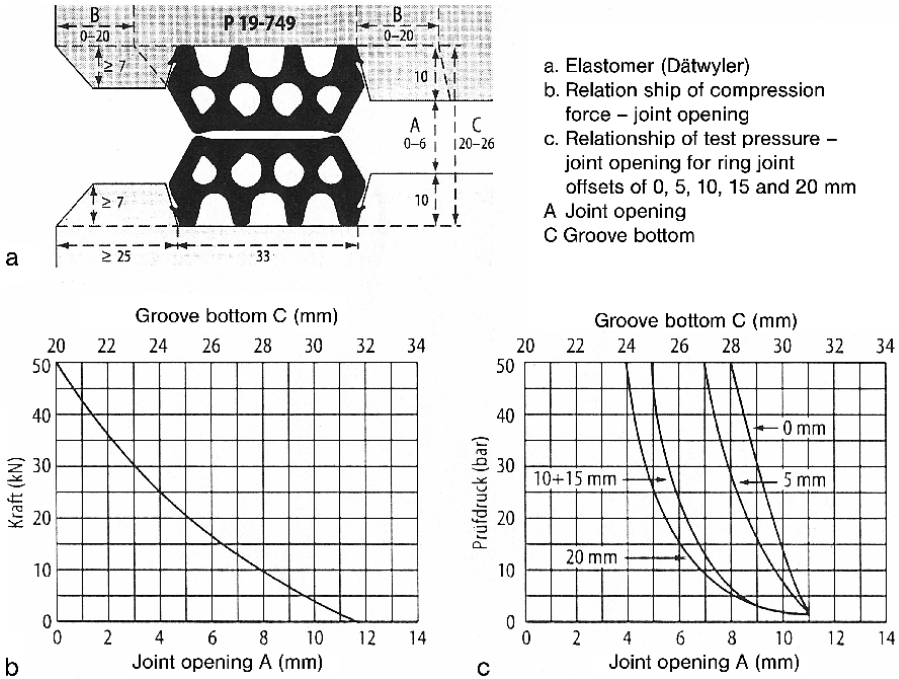 P 19-749
B
0–20
B
0–20
≥ 7
10
A
0–6
C
20–26
≥ 7
10
≥ 25
33
a
a. Elastomer (Dätwyler)
b. Relation ship of compression
force – joint opening
c. Relationship of test pressure –
joint opening for ring joint
offsets of 0, 5, 10, 15 and 20 mm
A Joint opening
C Groove bottom
Groove bottom C (mm)
20 22 24 26 28 30 32 34
50
40
30
20
10
0
Kraft (kN)
0 2 4 6 8 10 12 14
Joint opening A (mm)
b
Groove bottom C (mm)
20 22 24 26 28 30 32 34
50
40
30
20
10
0
Prufdruck (bar)
0 mm
10+15 mm
5 mm
20 mm
0 2 4 6 8 10 12 14
Joint opening A (mm)
c